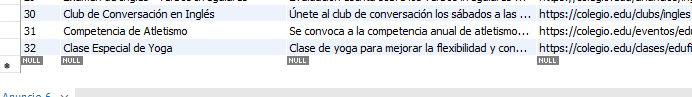 30 Club de Conversación en Inglés Únete al club de conversación los sábados a las ... https://colegio.edu/clubs/ingles
31 Competencia de Atletismo Se convoca a la competencia anual de atletismo... https://colegio.edu/eventos/edu
32 Clase Especial de Yoga Clase de yoga para mejorar la flexibilidad y con... https://colegio.edu/clases/edufi
NULL NULL NULL NULL
Anuncio 6